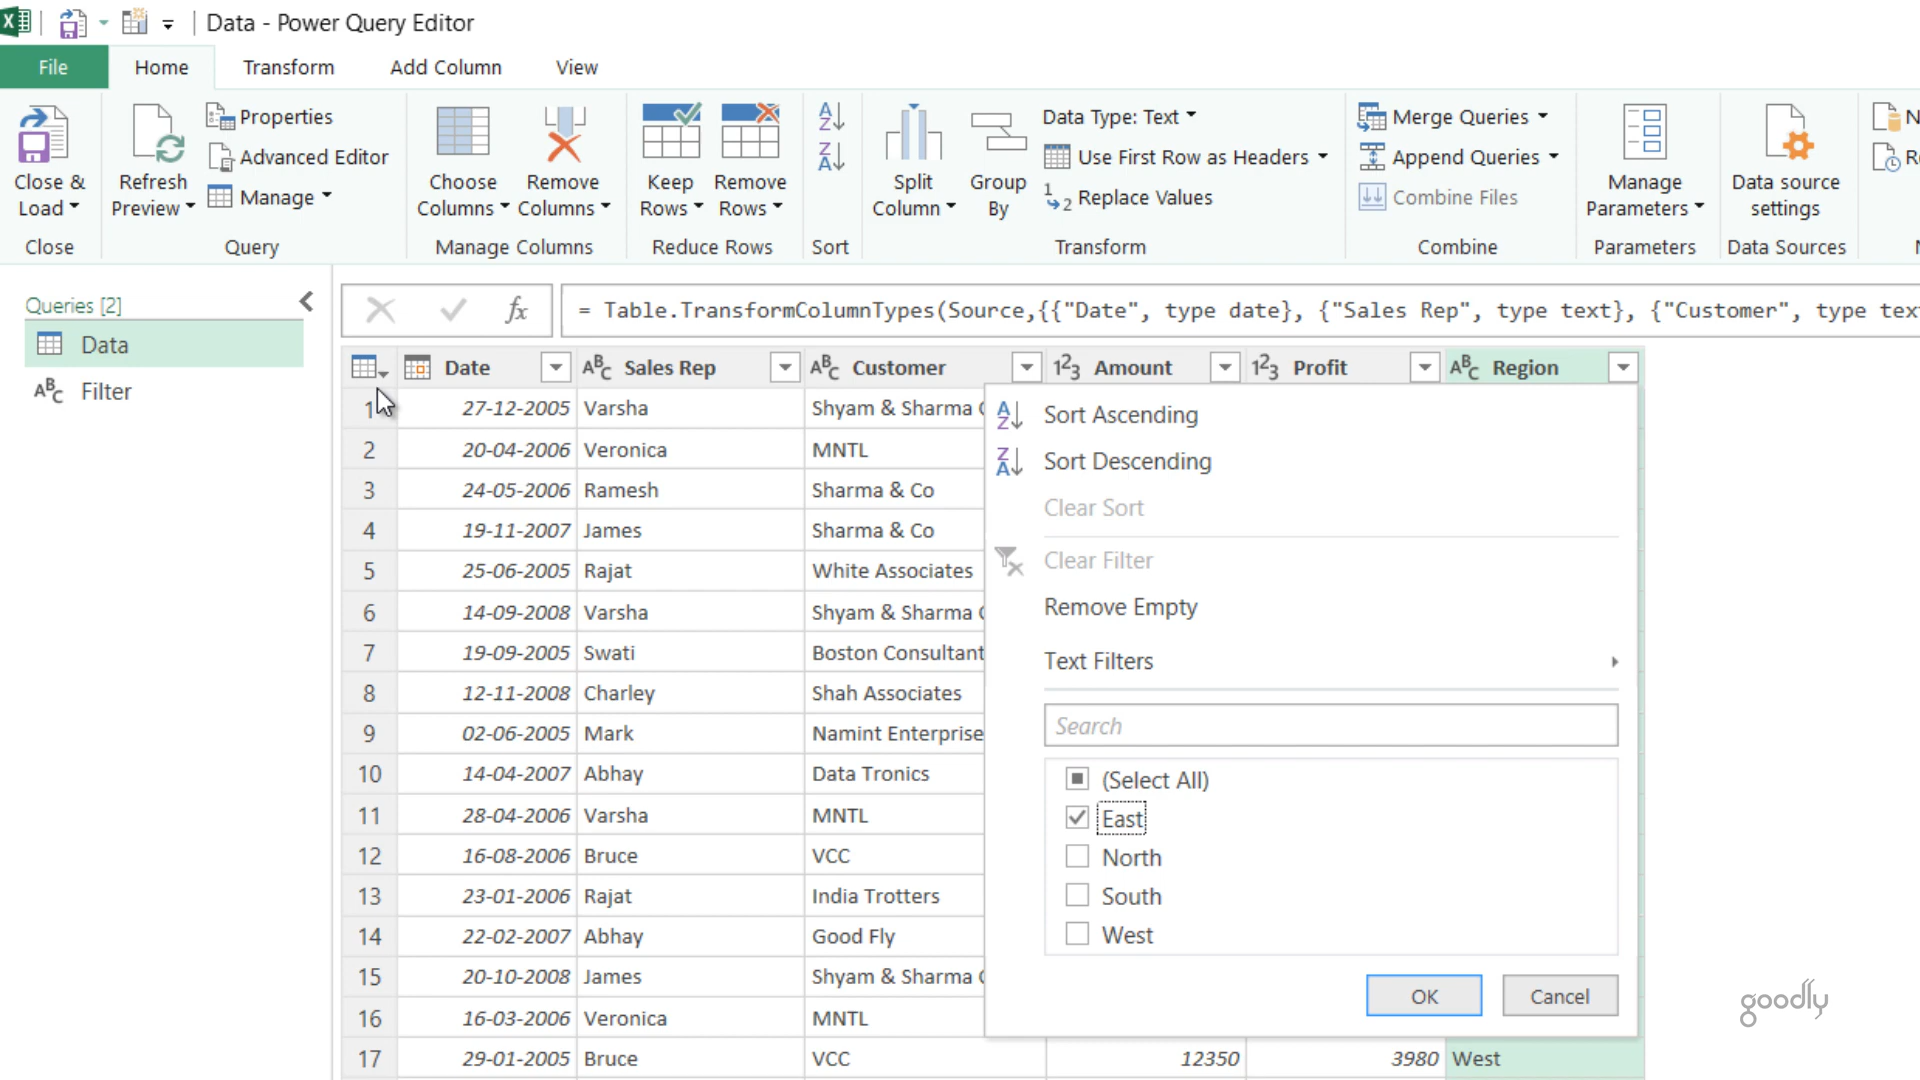 Data - Power Query Editor
File Home Transform Add Column View
Close & Load
Refresh Preview
Properties
Advanced Editor
Manage
Choose Columns
Remove Columns
Keep Rows
Remove Rows
Split Column
Group By
Data Type: Text
Use First Row as Headers
Replace Values
Merge Queries
Append Queries
Combine Files
Manage Parameters
Data source settings
Close Query Manage Columns Reduce Rows Sort Transform Combine Parameters Data Sources
Queries [2]
Data
Filter
fx = Table.TransformColumnTypes(Source,{{"Date", type date}, {"Sales Rep", type text}, {"Customer", type tex
Date Sales Rep Customer Amount Profit Region
1 27-12-2005 Varsha Shyam & Sharma
2 20-04-2006 Veronica MNTL
3 24-05-2006 Ramesh Sharma & Co
4 19-11-2007 James Sharma & Co
5 25-06-2005 Rajat White Associates
6 14-09-2008 Varsha Shyam & Sharma
7 19-09-2005 Swati Boston Consultant
8 12-11-2008 Charley Shah Associates
9 02-06-2005 Mark Namint Enterprise
10 14-04-2007 Abhay Data Tronics
11 28-04-2006 Varsha MNTL
12 16-08-2006 Bruce VCC
13 23-01-2006 Rajat India Trotters
14 22-02-2007 Abhay Good Fly
15 20-10-2008 James Shyam & Sharma
16 16-03-2006 Veronica MNTL
17 29-01-2005 Bruce VCC 12350 3980 West
Sort Ascending
Sort Descending
Clear Sort
Clear Filter
Remove Empty
Text Filters
Search
(Select All)
East
North
South
West
OK Cancel
goodly